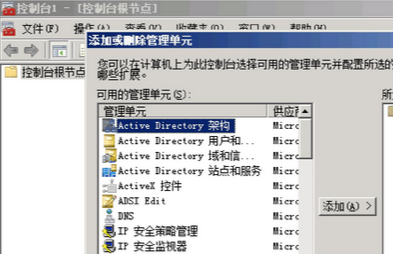 控制台1 - [控制台根节点]
文件(F) 操作(A) 查看(V) 收藏夹(O) 窗口(W) 帮助(H)
添加或删除管理单元
控制台根节点
您可以在计算机上为此控制台选择可用的管理单元并配置所选的
哪些扩展。
可用的管理单元(S):
管理单元 供应商
Active Directory 架构 Micro
Active Directory 用户和... Micro
Active Directory 域和信... Micro
Active Directory 站点和服务 Micro
ActiveX 控件 Micro
ADSI Edit Micro
DNS Micro
IP 安全策略管理 Micro
IP 安全监视器 Micro
添加(A) >
所